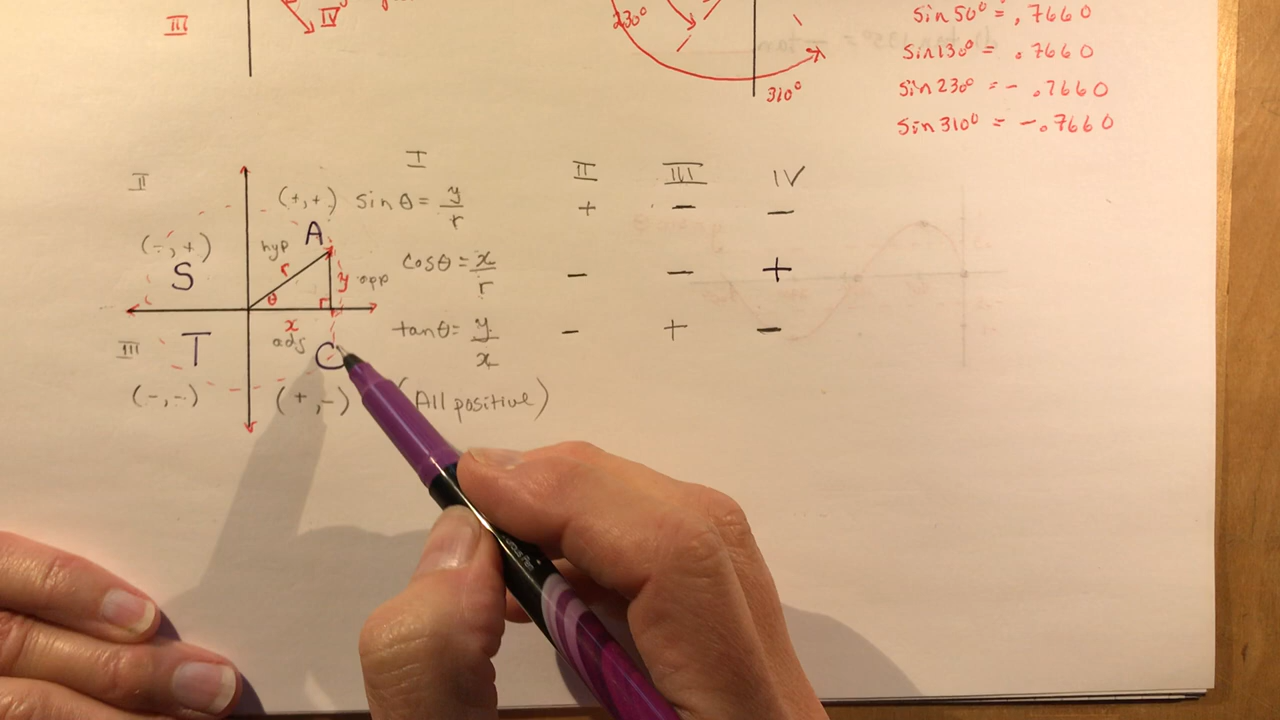 III
IV
230°
310°
sin 50° = .7660
sin 130° = .7660
sin 230° = -.7660
sin 310° = -.7660
I II III IV
II
(+,+) sin θ = y/r + - -
(-,+) hyp A
S r y opp cos θ = x/r - - +
θ
x
adj tan θ = y/x - + -
III T C
(-,-) (+,-) (All positive)